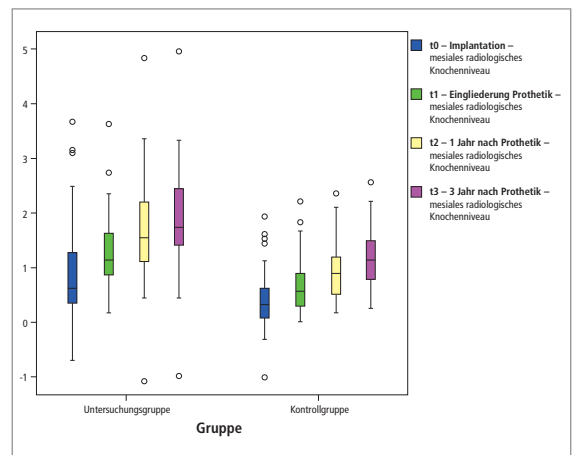 5
4
3
2
1
0
-1
Untersuchungsgruppe
Kontrollgruppe
Gruppe
t0 – Implantation –
mesiales radiologisches
Knochenniveau
t1 – Eingliederung Prothetik –
mesiales radiologisches
Knochenniveau
t2 – 1 Jahr nach Prothetik –
mesiales radiologisches
Knochenniveau
t3 – 3 Jahr nach Prothetik –
mesiales radiologisches
Knochenniveau